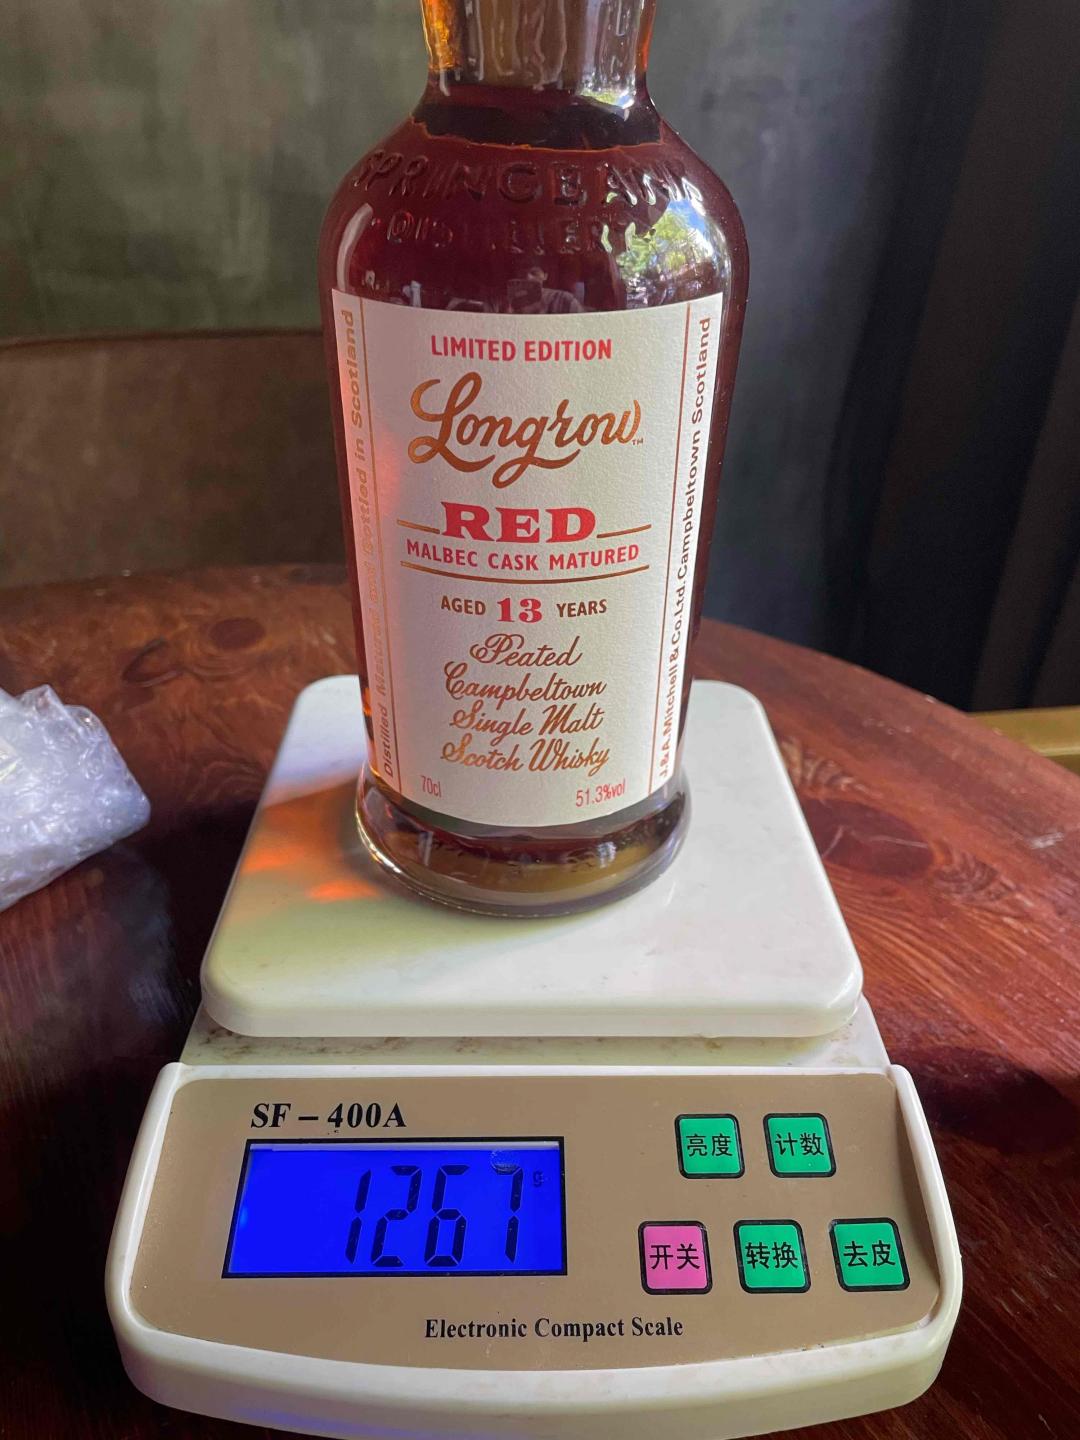 SPRINGBANK
DISTILLERY
LIMITED EDITION
Longrow™
RED
MALBEC CASK MATURED
AGED 13 YEARS
Peated
Campbeltown
Single Malt
Scotch Whisky
70cl
51.3%vol
Distilled Matured and Bottled in Scotland
J.&A.Mitchell & Co.Ltd.Campbeltown Scotland
SF – 400A
1267 g
亮度
计数
开关
转换
去皮
Electronic Compact Scale